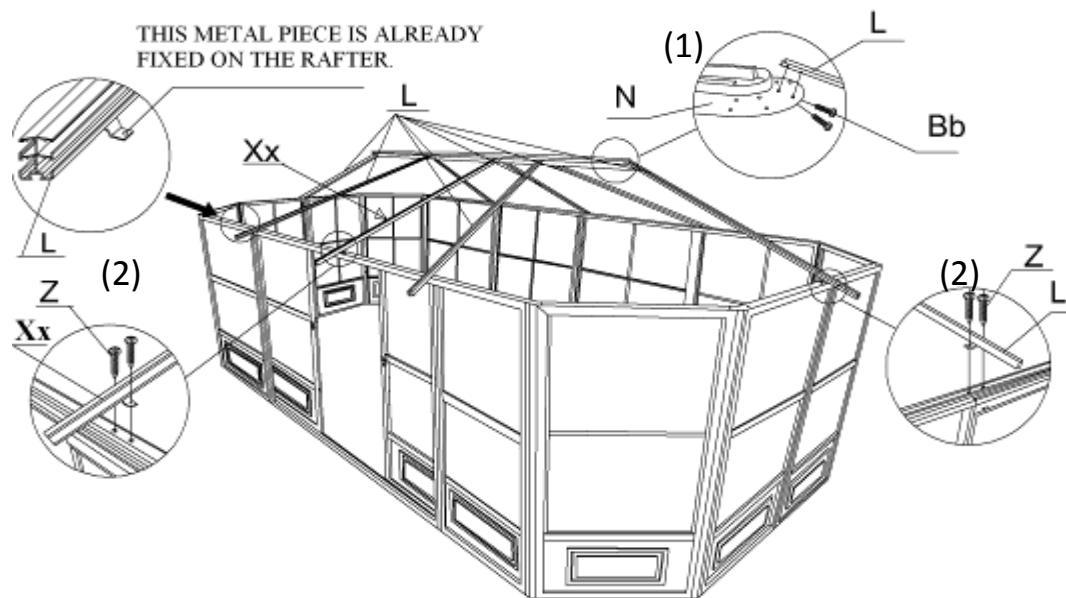 THIS METAL PIECE IS ALREADY
FIXED ON THE RAFTER.
(1)
L
N
Bb
L
Xx
L
(2)
Z
Xx
(2)
Z
L